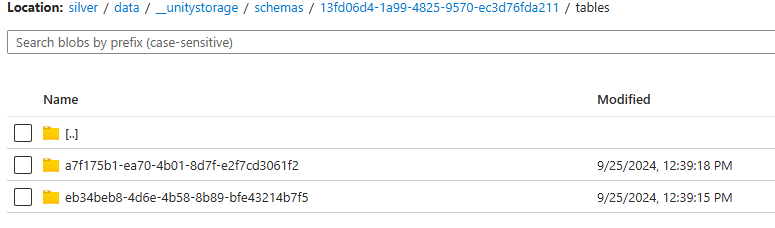 Location: silver / data / __unitystorage / schemas / 13fd06d4-1a99-4825-9570-ec3d76fda211 / tables
Search blobs by prefix (case-sensitive)
Name Modified
[..]
a7f175b1-ea70-4b01-8d7f-e2f7cd3061f2 9/25/2024, 12:39:18 PM
eb34beb8-4d6e-4b58-8b89-bfe43214b7f5 9/25/2024, 12:39:15 PM